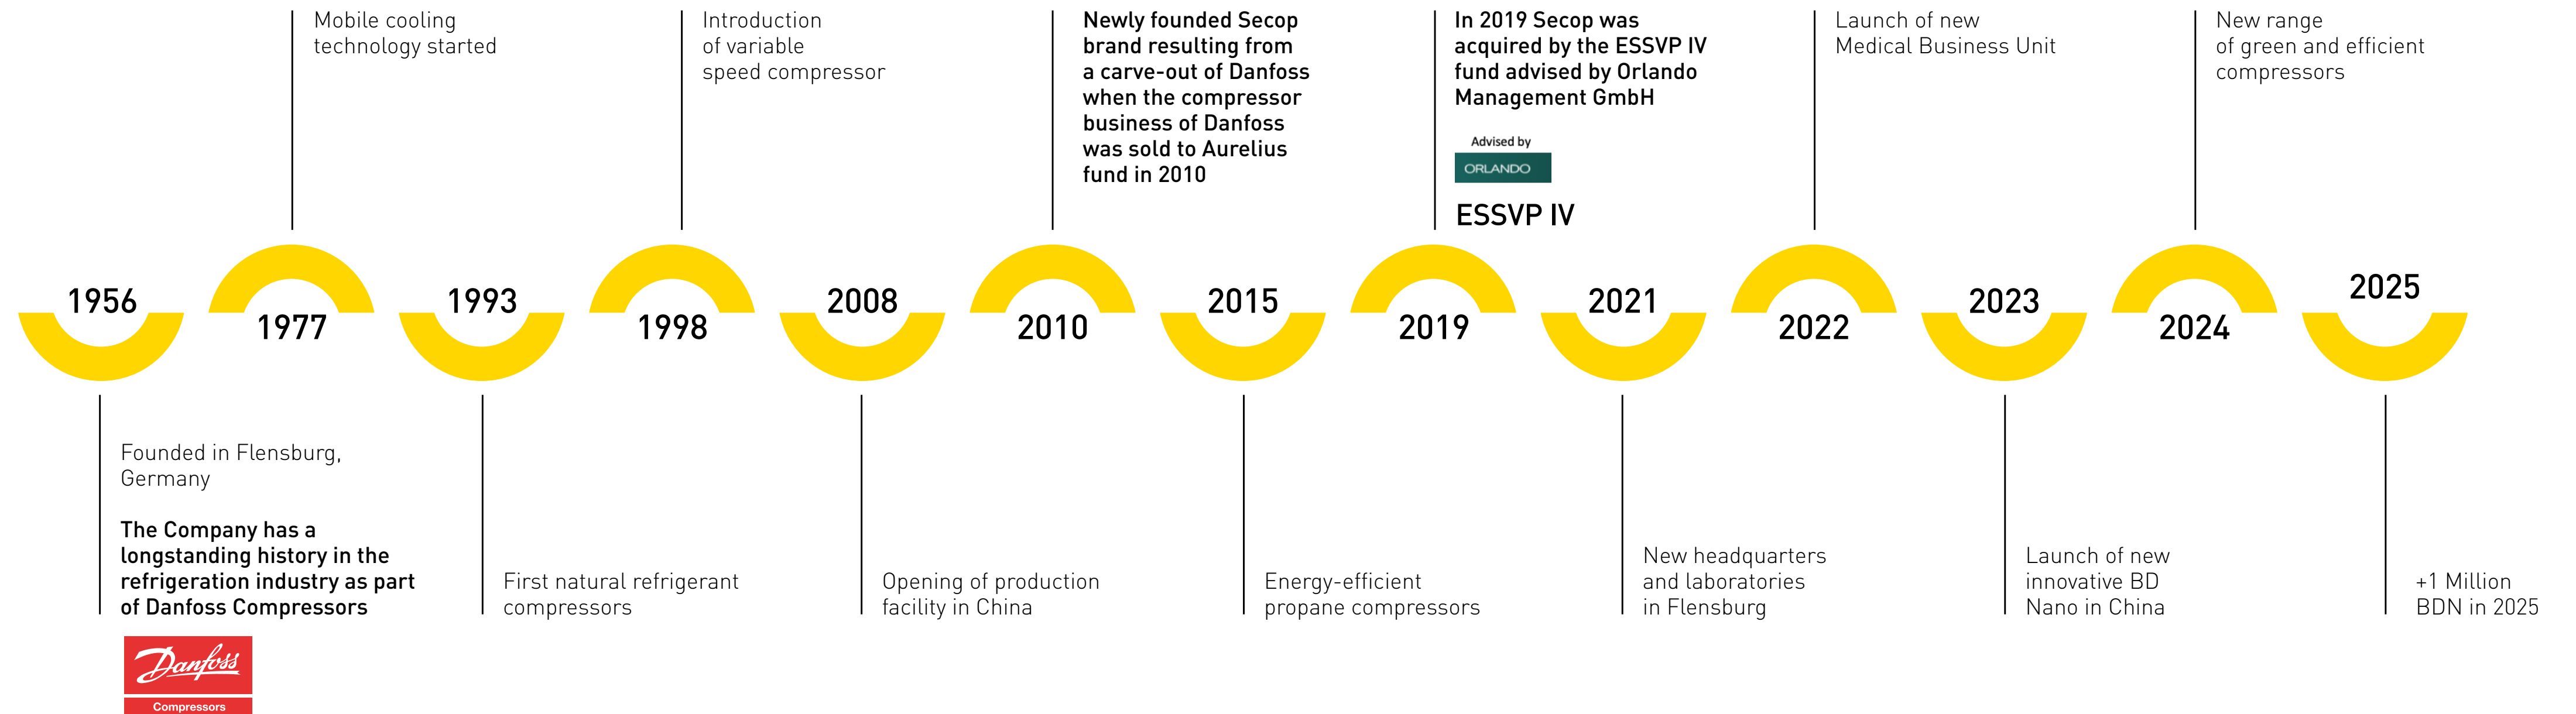 Mobile cooling
technology started
Introduction
of variable
speed compressor
Newly founded Secop
brand resulting from
a carve-out of Danfoss
when the compressor
business of Danfoss
was sold to Aurelius
fund in 2010
In 2019 Secop was
acquired by the ESSVP IV
fund advised by Orlando
Management GmbH
Advised by
ORLANDO
ESSVP IV
Launch of new
Medical Business Unit
New range
of green and efficient
compressors
1956
1977
1993
1998
2008
2010
2015
2019
2021
2022
2023
2024
2025
Founded in Flensburg,
Germany
The Company has a
longstanding history in the
refrigeration industry as part
of Danfoss Compressors
Danfoss
Compressors
First natural refrigerant
compressors
Opening of production
facility in China
Energy-efficient
propane compressors
New headquarters
and laboratories
in Flensburg
Launch of new
innovative BD
Nano in China
+1 Million
BDN in 2025